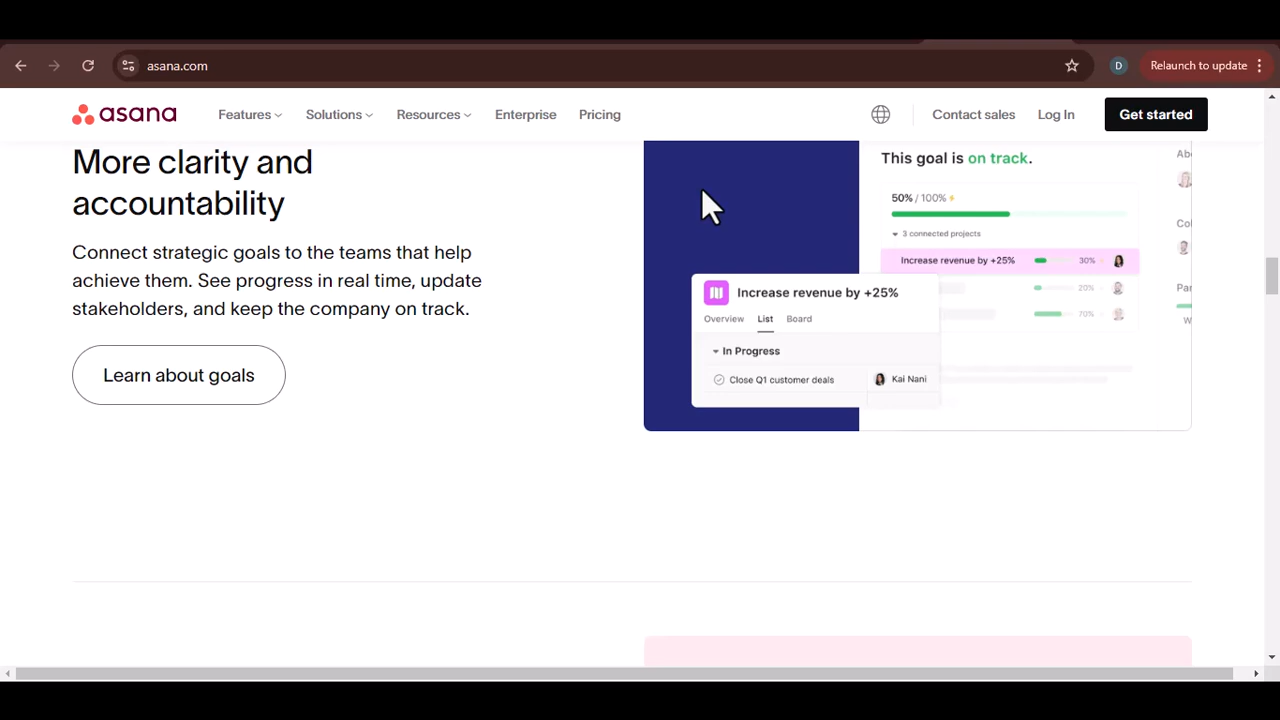 asana.com
D
Relaunch to update
asana
Features
Solutions
Resources
Enterprise
Pricing
Contact sales
Log In
Get started
More clarity and
accountability
Connect strategic goals to the teams that help
achieve them. See progress in real time, update
stakeholders, and keep the company on track.
Learn about goals
This goal is on track.
50% / 100%
3 connected projects
Increase revenue by +25% 30%
20%
70%
Increase revenue by +25%
Overview List Board
In Progress
Close Q1 customer deals Kai Nani